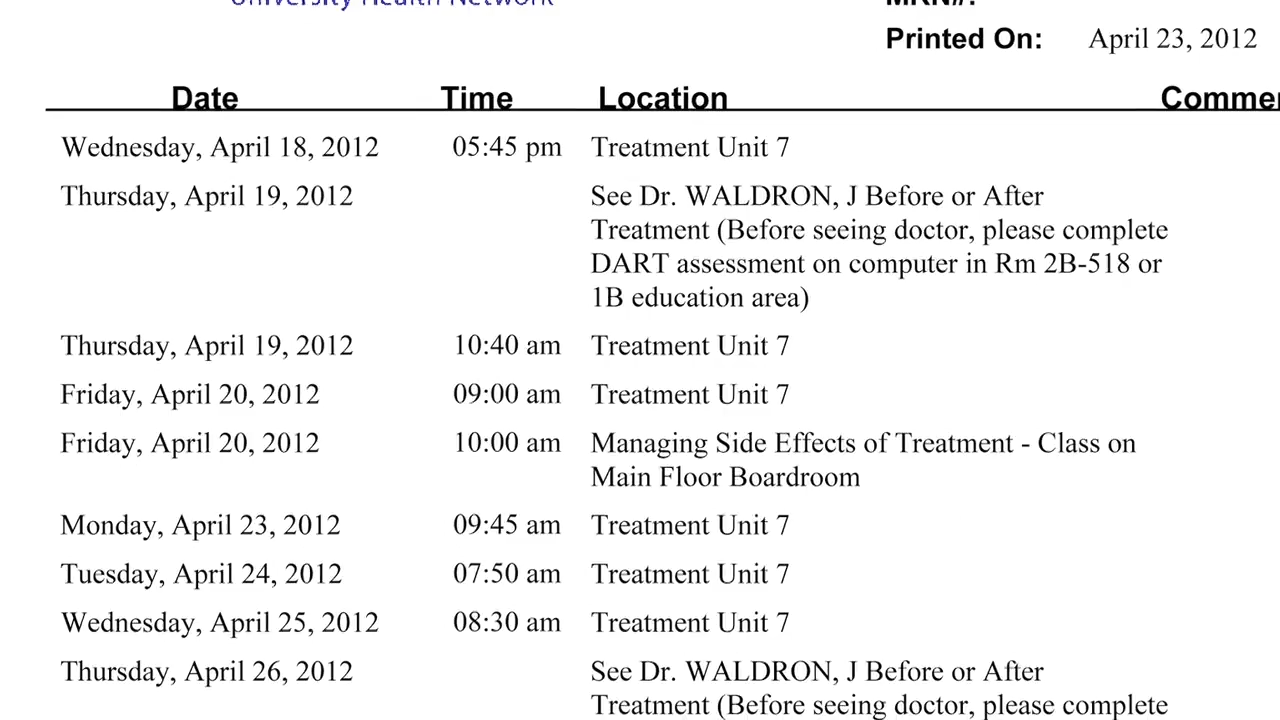 University Health Network
MRN#:
Printed On: April 23, 2012
Date Time Location
Wednesday, April 18, 2012 05:45 pm Treatment Unit 7
Thursday, April 19, 2012 See Dr. WALDRON, J Before or After
Treatment (Before seeing doctor, please complete
DART assessment on computer in Rm 2B-518 or
1B education area)
Thursday, April 19, 2012 10:40 am Treatment Unit 7
Friday, April 20, 2012 09:00 am Treatment Unit 7
Friday, April 20, 2012 10:00 am Managing Side Effects of Treatment - Class on
Main Floor Boardroom
Monday, April 23, 2012 09:45 am Treatment Unit 7
Tuesday, April 24, 2012 07:50 am Treatment Unit 7
Wednesday, April 25, 2012 08:30 am Treatment Unit 7
Thursday, April 26, 2012 See Dr. WALDRON, J Before or After
Treatment (Before seeing doctor, please complete